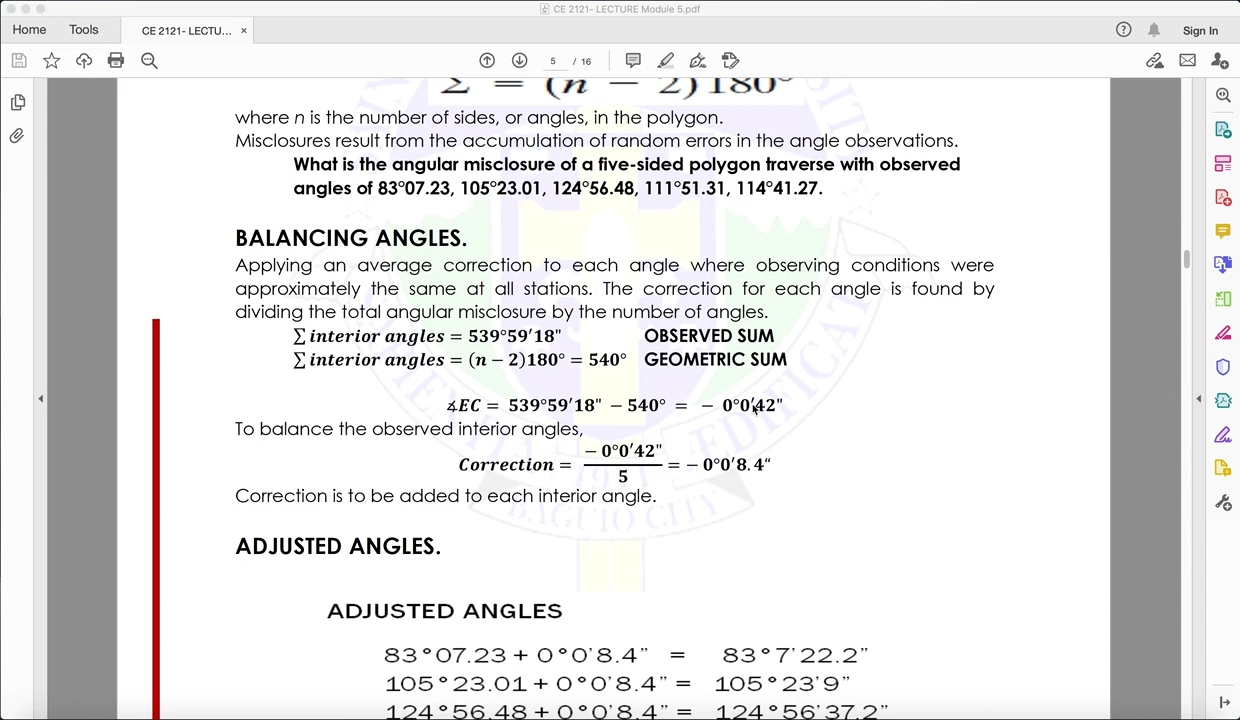 CE 2121- LECTURE Module 5.pdf
Home Tools CE 2121- LECTU... × Sign In
5 / 16
Σ = (n − 2)180°
where n is the number of sides, or angles, in the polygon.
Misclosures result from the accumulation of random errors in the angle observations.
What is the angular misclosure of a five-sided polygon traverse with observed
angles of 83°07.23, 105°23.01, 124°56.48, 111°51.31, 114°41.27.
BALANCING ANGLES.
Applying an average correction to each angle where observing conditions were
approximately the same at all stations. The correction for each angle is found by
dividing the total angular misclosure by the number of angles.
∑ interior angles = 539°59′18" OBSERVED SUM
∑ interior angles = (n − 2)180° = 540° GEOMETRIC SUM
∡EC = 539°59′18" − 540° = − 0°0′42"
To balance the observed interior angles,
Correction = − 0°0′42" / 5 = − 0°0′8.4“
Correction is to be added to each interior angle.
ADJUSTED ANGLES.
ADJUSTED ANGLES
83°07.23 + 0°0'8.4" = 83°7'22.2"
105°23.01 + 0°0'8.4" = 105°23'9"
124°56.48 + 0°0'8.4" = 124°56'37.2"
BAGUIO CITY